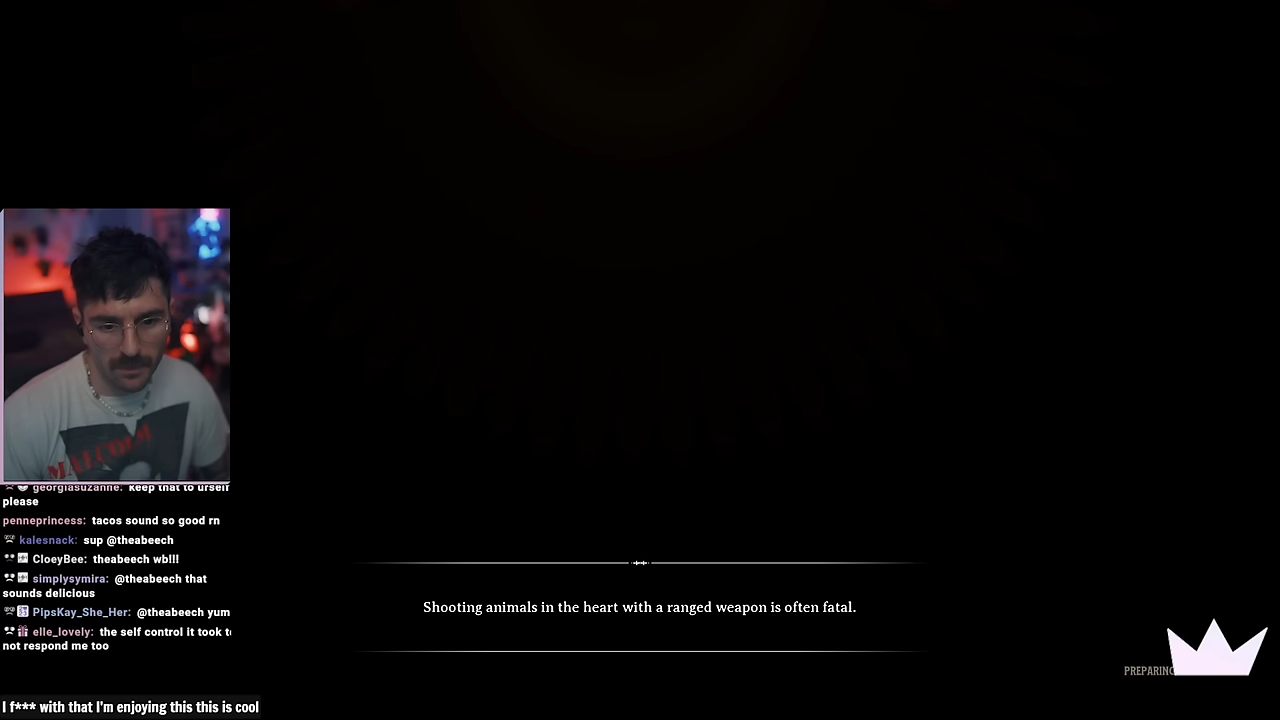 MALCOLM
georgiasuzanne: keep that to urself
please
penneprincess: tacos sound so good rn
kalesnack: sup @theabeech
CloeyBee: theabeech wb!!!
simplysymira: @theabeech that
sounds delicious
PipsKay_She_Her: @theabeech yum
elle_lovely: the self control it took to
not respond me too
I f*** with that I'm enjoying this this is cool
Shooting animals in the heart with a ranged weapon is often fatal.
PREPARING